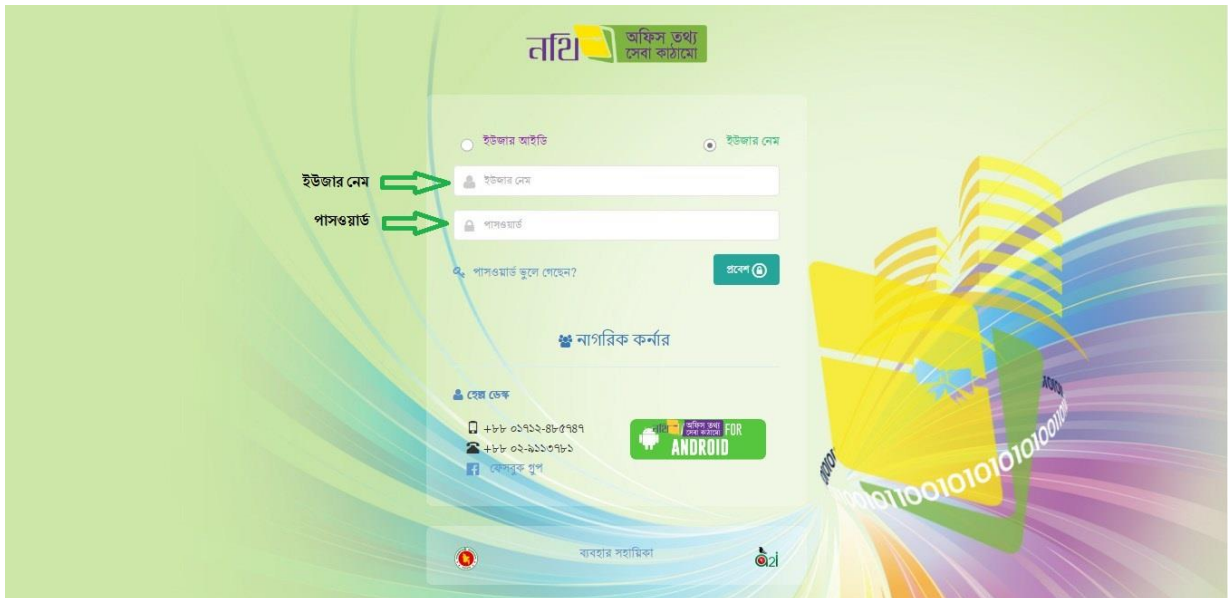 নথি অফিস তথ্য
সেবা কাঠামো
ইউজার আইডি ইউজার নেম
ইউজার নেম ইউজার নেম
পাসওয়ার্ড পাসওয়ার্ড
পাসওয়ার্ড ভুলে গেছেন? প্রবেশ
নাগরিক কর্নার
হেল্প ডেস্ক
+৮৮ ০১৭১২-৪৮৫৭৪৭
+৮৮ ০২-৯১১৩৭৮১
ফেসবুক গ্রুপ
নথি অফিস তথ্য সেবা কাঠামো FOR
ANDROID
ব্যবহার সহায়িকা
a2i